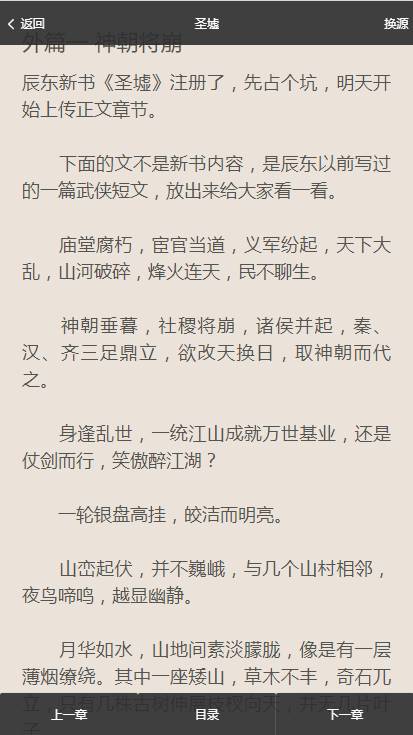 返回 圣墟 换源
外篇一 神朝将崩
辰东新书《圣墟》注册了，先占个坑，明天开
始上传正文章节。
下面的文不是新书内容，是辰东以前写过
的一篇武侠短文，放出来给大家看一看。
庙堂腐朽，宦官当道，义军纷起，天下大
乱，山河破碎，烽火连天，民不聊生。
神朝垂暮，社稷将崩，诸侯并起，秦、
汉、齐三足鼎立，欲改天换日，取神朝而代
之。
身逢乱世，一统江山成就万世基业，还是
仗剑而行，笑傲醉江湖？
一轮银盘高挂，皎洁而明亮。
山峦起伏，并不巍峨，与几个山村相邻，
夜鸟啼鸣，越显幽静。
月华如水，山地间素淡朦胧，像是有一层
薄烟缭绕。其中一座矮山，草木不丰，奇石兀
立，只有几株古树伸展枝杈向天，并无几片叶
子
上一章 目录 下一章